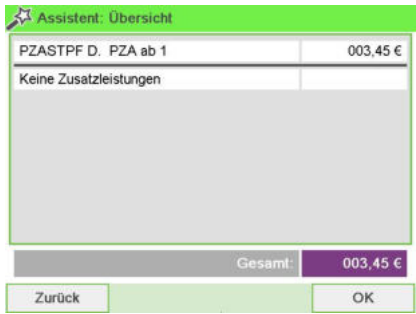 Assistent: Übersicht
PZASTPF D. PZA ab 1 003,45 €
Keine Zusatzleistungen
Gesamt: 003,45 €
Zurück OK